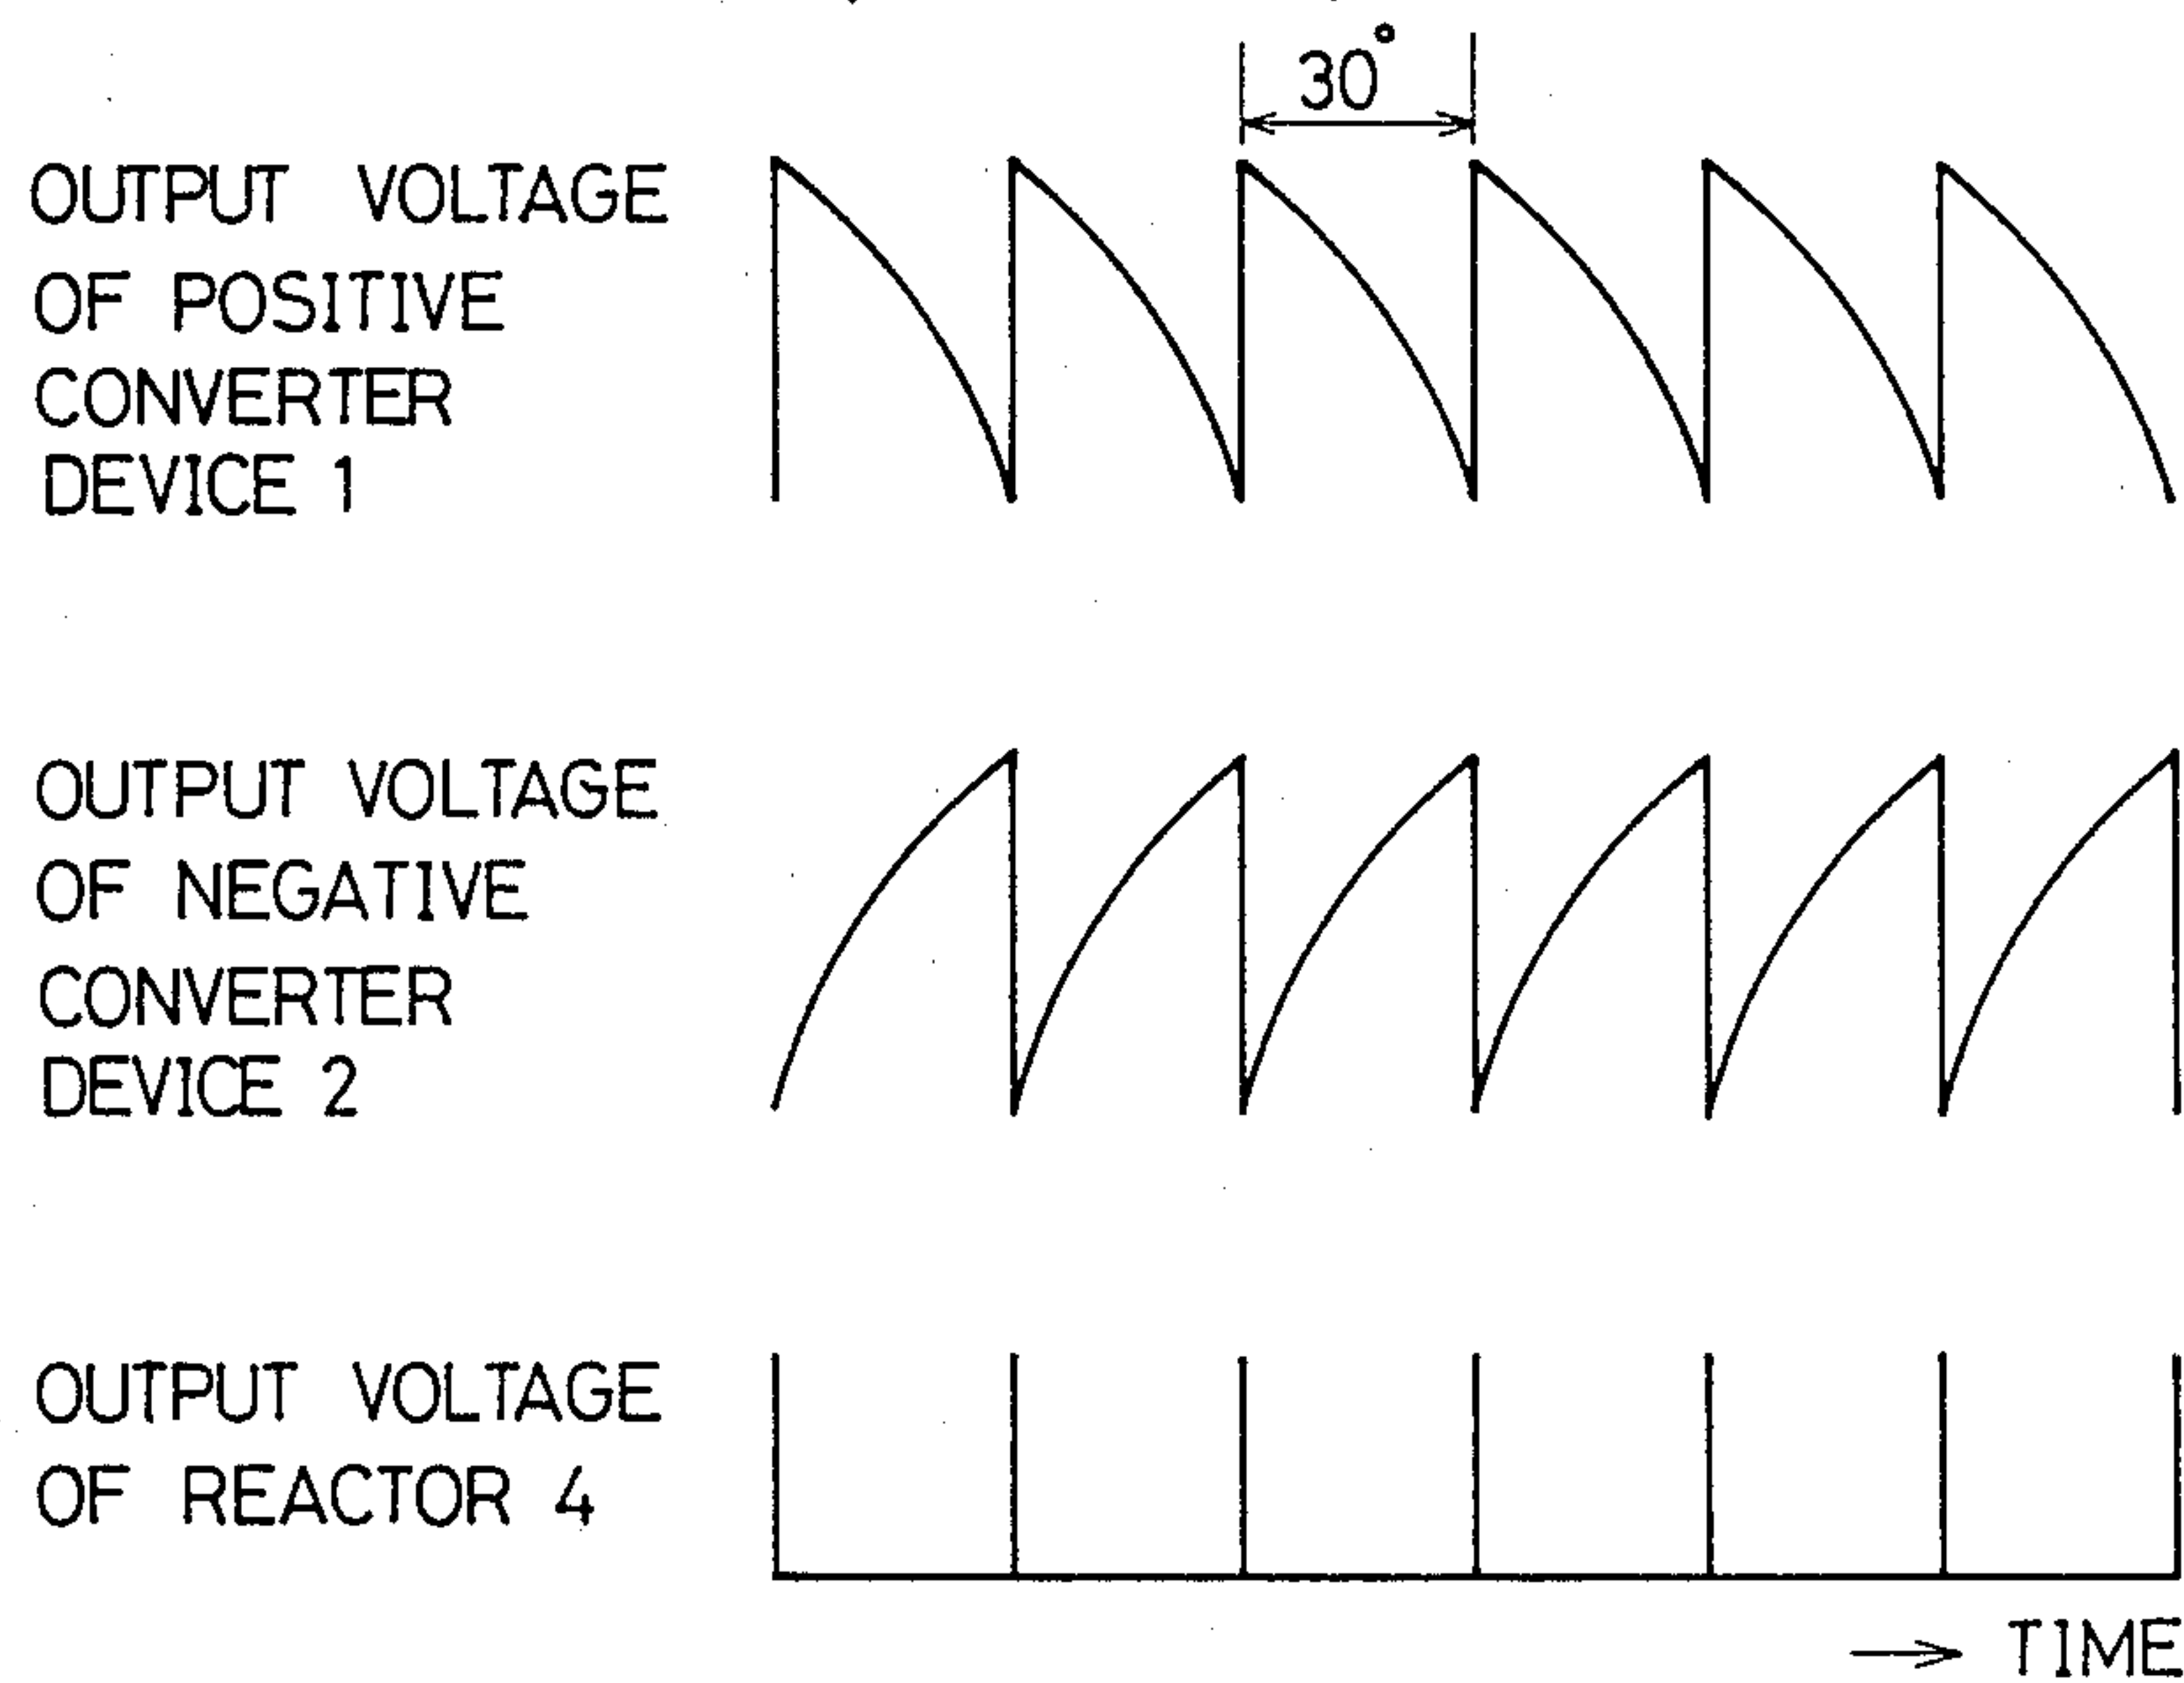 30°
OUTPUT VOLTAGE
OF POSITIVE
CONVERTER
DEVICE 1
OUTPUT VOLTAGE
OF NEGATIVE
CONVERTER
DEVICE 2
OUTPUT VOLTAGE
OF REACTOR 4
→ TIME